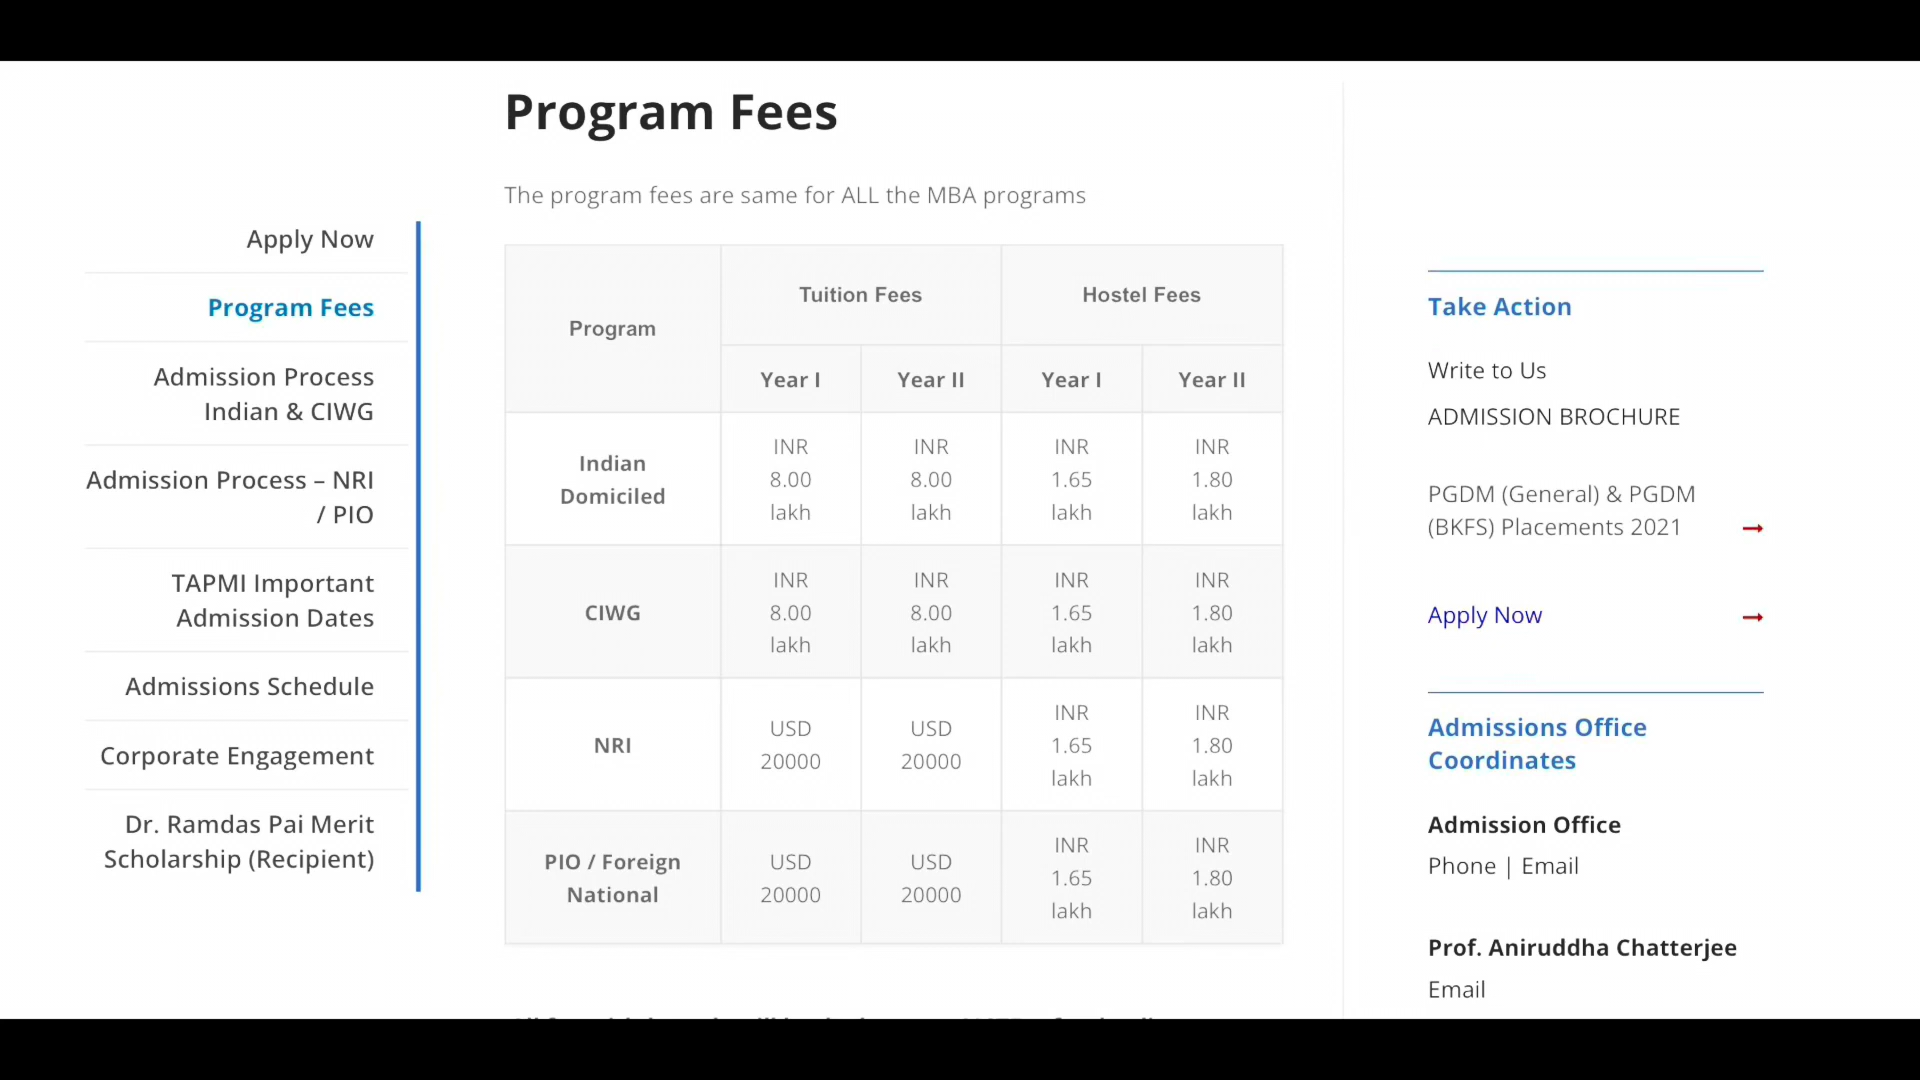 Program Fees
The program fees are same for ALL the MBA programs
Apply Now
Program Fees
Admission Process
Indian & CIWG
Admission Process – NRI
/ PIO
TAPMI Important
Admission Dates
Admissions Schedule
Corporate Engagement
Dr. Ramdas Pai Merit
Scholarship (Recipient)
Program
Tuition Fees
Hostel Fees
Year I
Year II
Year I
Year II
Indian
Domiciled
INR
8.00
lakh
INR
8.00
lakh
INR
1.65
lakh
INR
1.80
lakh
CIWG
INR
8.00
lakh
INR
8.00
lakh
INR
1.65
lakh
INR
1.80
lakh
NRI
USD
20000
USD
20000
INR
1.65
lakh
INR
1.80
lakh
PIO / Foreign
National
USD
20000
USD
20000
INR
1.65
lakh
INR
1.80
lakh
Take Action
Write to Us
ADMISSION BROCHURE
PGDM (General) & PGDM
(BKFS) Placements 2021
Apply Now
Admissions Office
Coordinates
Admission Office
Phone | Email
Prof. Aniruddha Chatterjee
Email